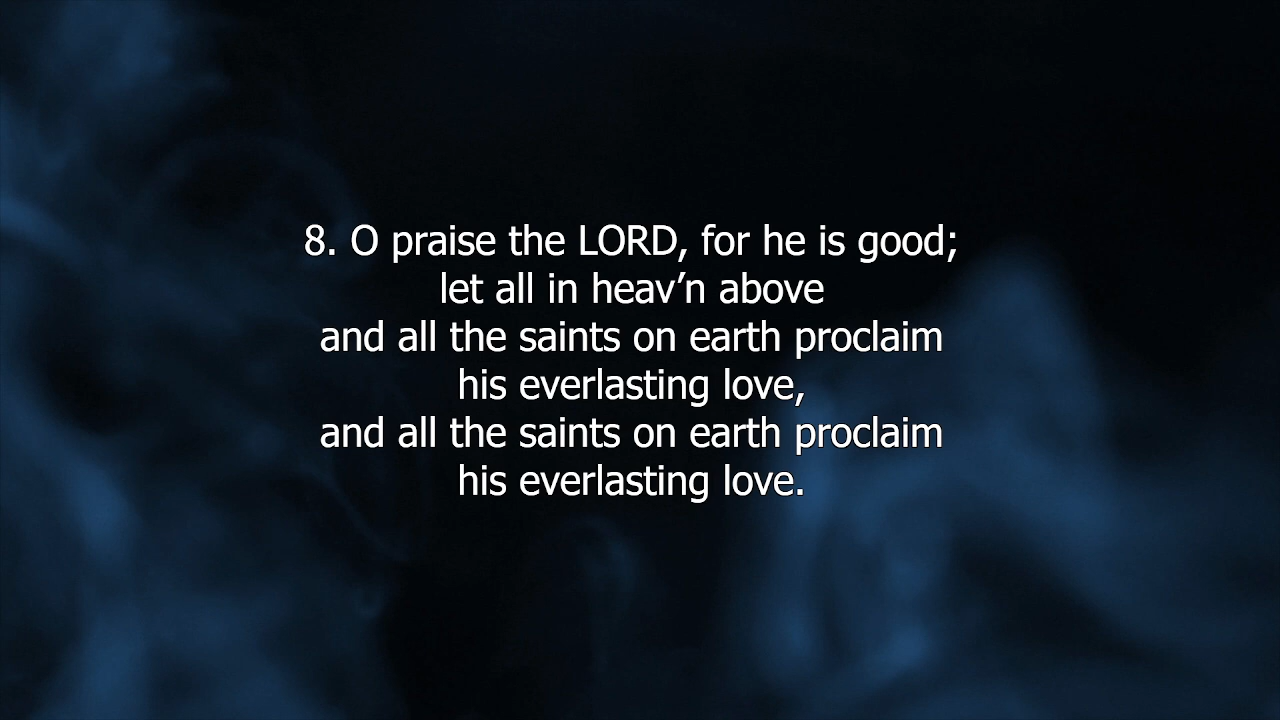 8. O praise the LORD, for he is good;
let all in heav’n above
and all the saints on earth proclaim
his everlasting love,
and all the saints on earth proclaim
his everlasting love.